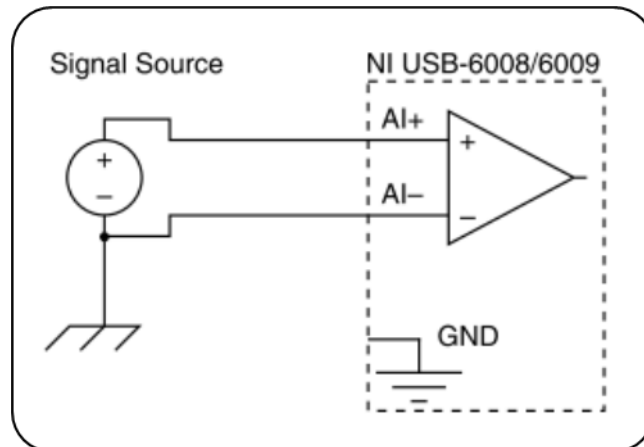 Signal Source
NI USB-6008/6009
AI+
+
+
AI–
–
–
GND